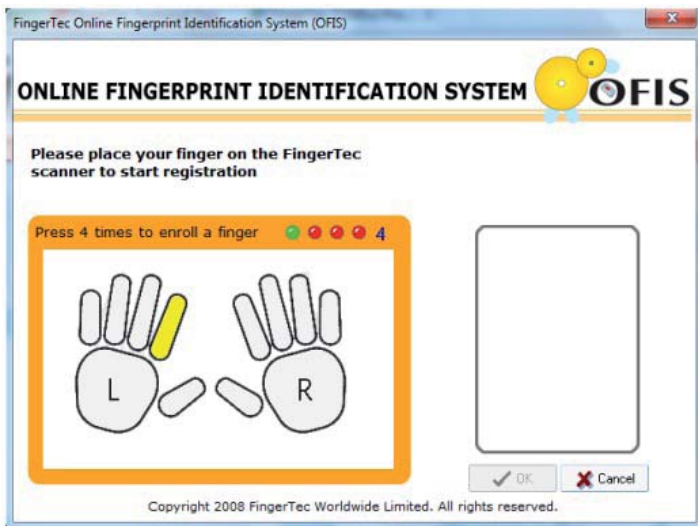 FingerTec Online Fingerprint Identification System (OFIS)
ONLINE FINGERPRINT IDENTIFICATION SYSTEM OFIS
Please place your finger on the FingerTec
scanner to start registration
Press 4 times to enroll a finger 4
L R
OK Cancel
Copyright 2008 FingerTec Worldwide Limited. All rights reserved.